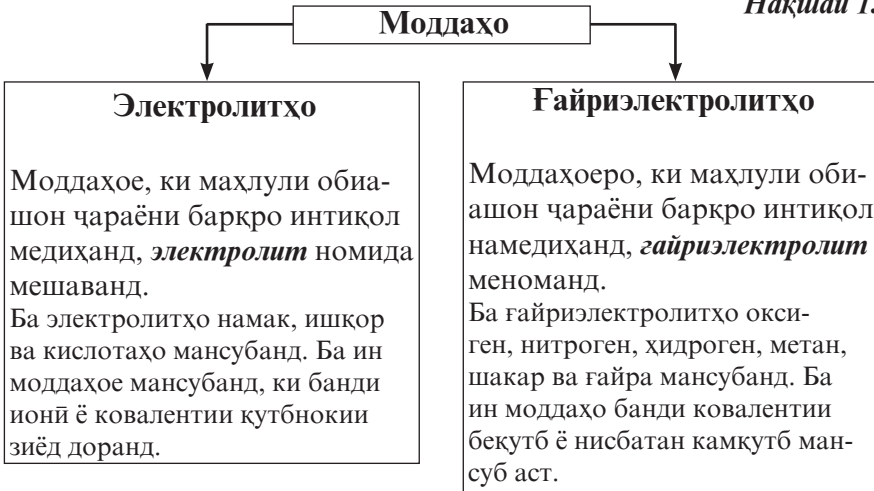 Нақшаи 1.
Моддаҳо
Электролитҳо
Моддаҳое, ки маҳлули обиа-
шон ҷараёни барқро интиқол
медиҳанд, электролит номида
мешаванд.
Ба электролитҳо намак, ишқор
ва кислотаҳо мансубанд. Ба ин
моддаҳое мансубанд, ки банди
ионӣ ё ковалентии қутбнокии
зиёд доранд.
Ғайриэлектролитҳо
Моддаҳоеро, ки маҳлули оби-
ашон ҷараёни барқро интиқол
намедиҳанд, ғайриэлектролит
меноманд.
Ба ғайриэлектролитҳо окси-
ген, нитроген, ҳидроген, метан,
шакар ва ғайра мансубанд. Ба
ин моддаҳо банди ковалентии
беқутб ё нисбатан камқутб ман-
суб аст.